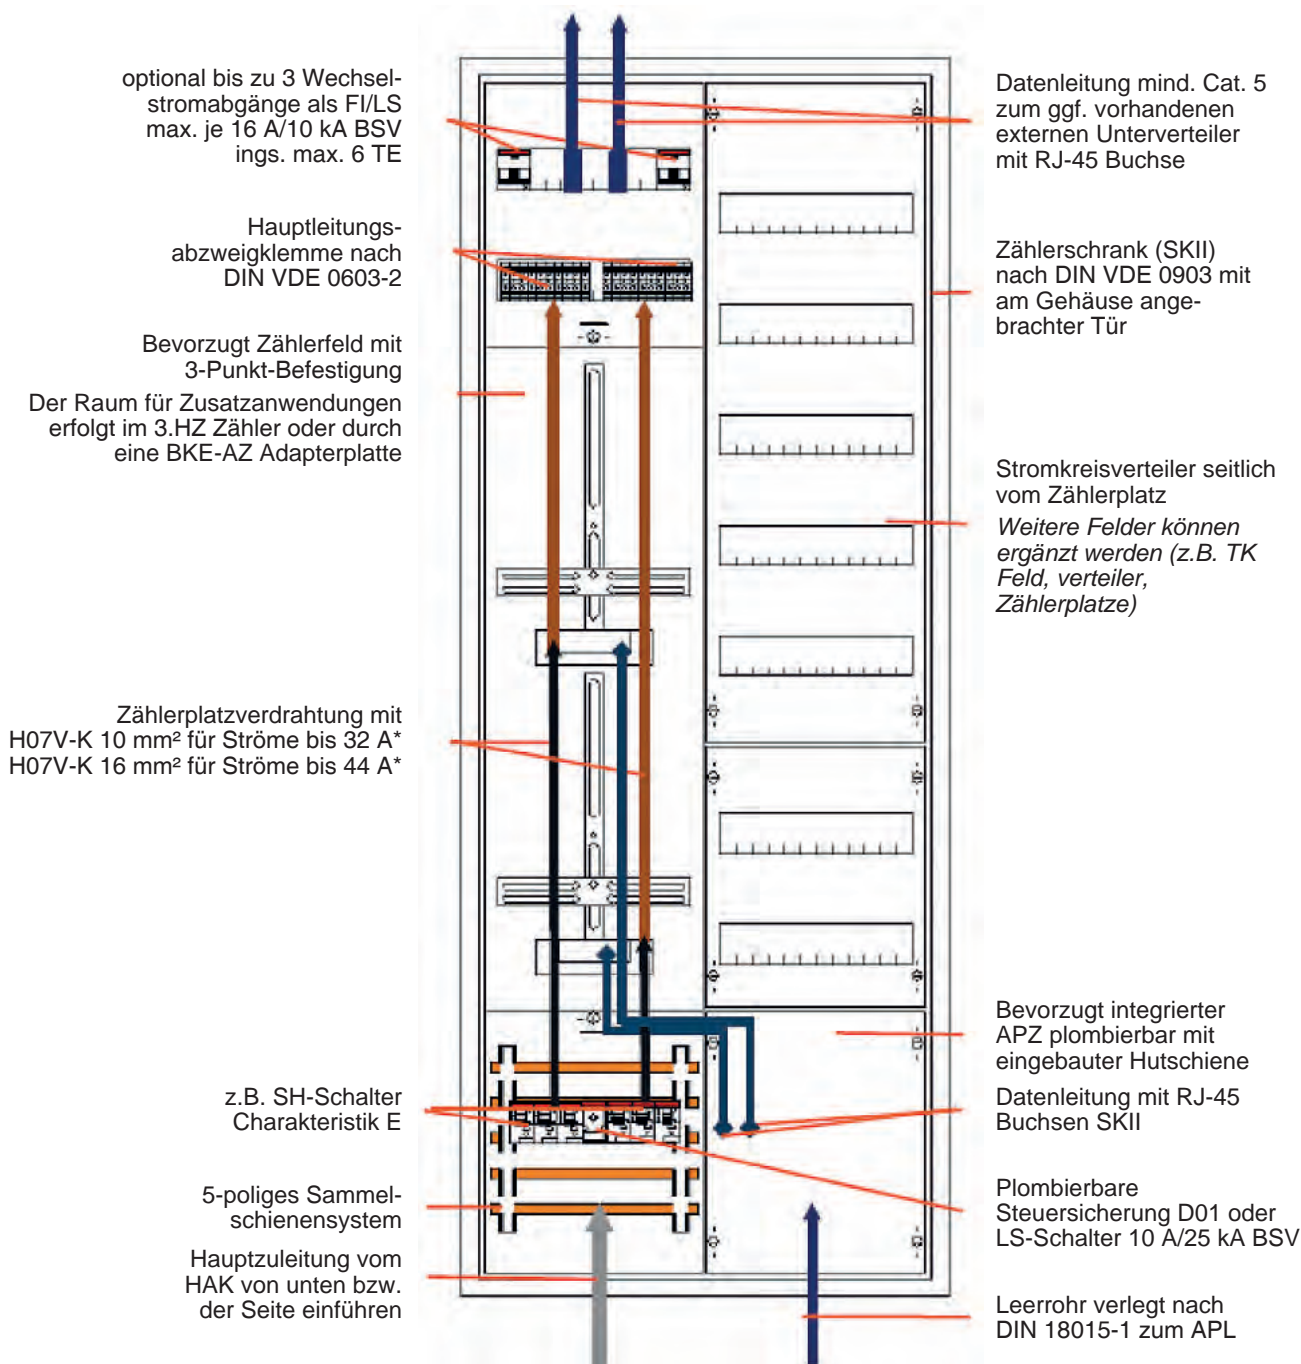 optional bis zu 3 Wechsel-
stromabgänge als FI/LS
max. je 16 A/10 kA BSV
ings. max. 6 TE
Hauptleitungs-
abzweigklemme nach
DIN VDE 0603-2
Bevorzugt Zählerfeld mit
3-Punkt-Befestigung
Der Raum für Zusatzanwendungen
erfolgt im 3.HZ Zähler oder durch
eine BKE-AZ Adapterplatte
Zählerplatzverdrahtung mit
H07V-K 10 mm² für Ströme bis 32 A*
H07V-K 16 mm² für Ströme bis 44 A*
z.B. SH-Schalter
Charakteristik E
5-poliges Sammel-
schienensystem
Hauptzuleitung vom
HAK von unten bzw.
der Seite einführen
Datenleitung mind. Cat. 5
zum ggf. vorhandenen
externen Unterverteiler
mit RJ-45 Buchse
Zählerschrank (SKII)
nach DIN VDE 0903 mit
am Gehäuse ange-
brachter Tür
Stromkreisverteiler seitlich
vom Zählerplatz
Weitere Felder können
ergänzt werden (z.B. TK
Feld, verteiler,
Zählerplatze)
Bevorzugt integrierter
APZ plombierbar mit
eingebauter Hutschiene
Datenleitung mit RJ-45
Buchsen SKII
Plombierbare
Steuersicherung D01 oder
LS-Schalter 10 A/25 kA BSV
Leerrohr verlegt nach
DIN 18015-1 zum APL